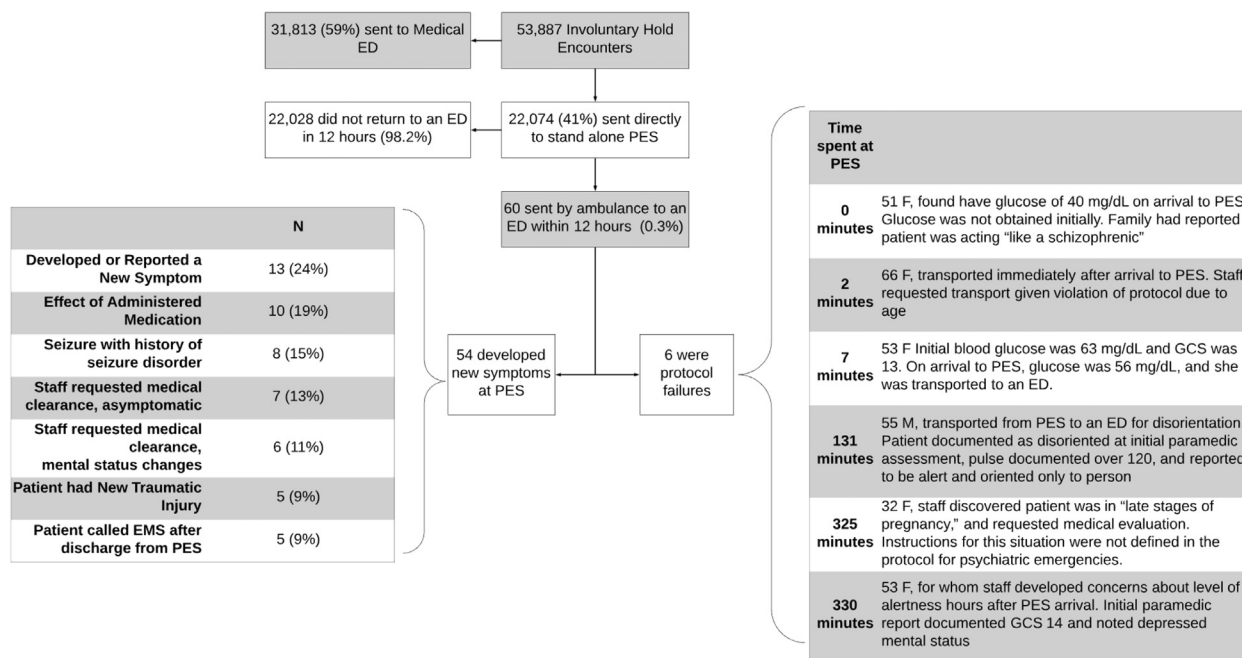 31,813 (59%) sent to Medical
ED
53,887 Involuntary Hold
Encounters
22,028 did not return to an ED
in 12 hours (98.2%)
22,074 (41%) sent directly
to stand alone PES
60 sent by ambulance to an
ED within 12 hours (0.3%)
54 developed
new symptoms
at PES
6 were
protocol
failures
N
Developed or Reported a
New Symptom
13 (24%)
Effect of Administered
Medication
10 (19%)
Seizure with history of
seizure disorder
8 (15%)
Staff requested medical
clearance, asymptomatic
7 (13%)
Staff requested medical
clearance,
mental status changes
6 (11%)
Patient had New Traumatic
Injury
5 (9%)
Patient called EMS after
discharge from PES
5 (9%)
Time
spent at
PES
0
minutes
51 F, found have glucose of 40 mg/dL on arrival to PES
Glucose was not obtained initially. Family had reported
patient was acting “like a schizophrenic”
2
minutes
66 F, transported immediately after arrival to PES. Staff
requested transport given violation of protocol due to
age
7
minutes
53 F Initial blood glucose was 63 mg/dL and GCS was
13. On arrival to PES, glucose was 56 mg/dL, and she
was transported to an ED.
131
minutes
55 M, transported from PES to an ED for disorientation
Patient documented as disoriented at initial paramedic
assessment, pulse documented over 120, and reported
to be alert and oriented only to person
325
minutes
32 F, staff discovered patient was in “late stages of
pregnancy,” and requested medical evaluation.
Instructions for this situation were not defined in the
protocol for psychiatric emergencies.
330
minutes
53 F, for whom staff developed concerns about level of
alertness hours after PES arrival. Initial paramedic
report documented GCS 14 and noted depressed
mental status